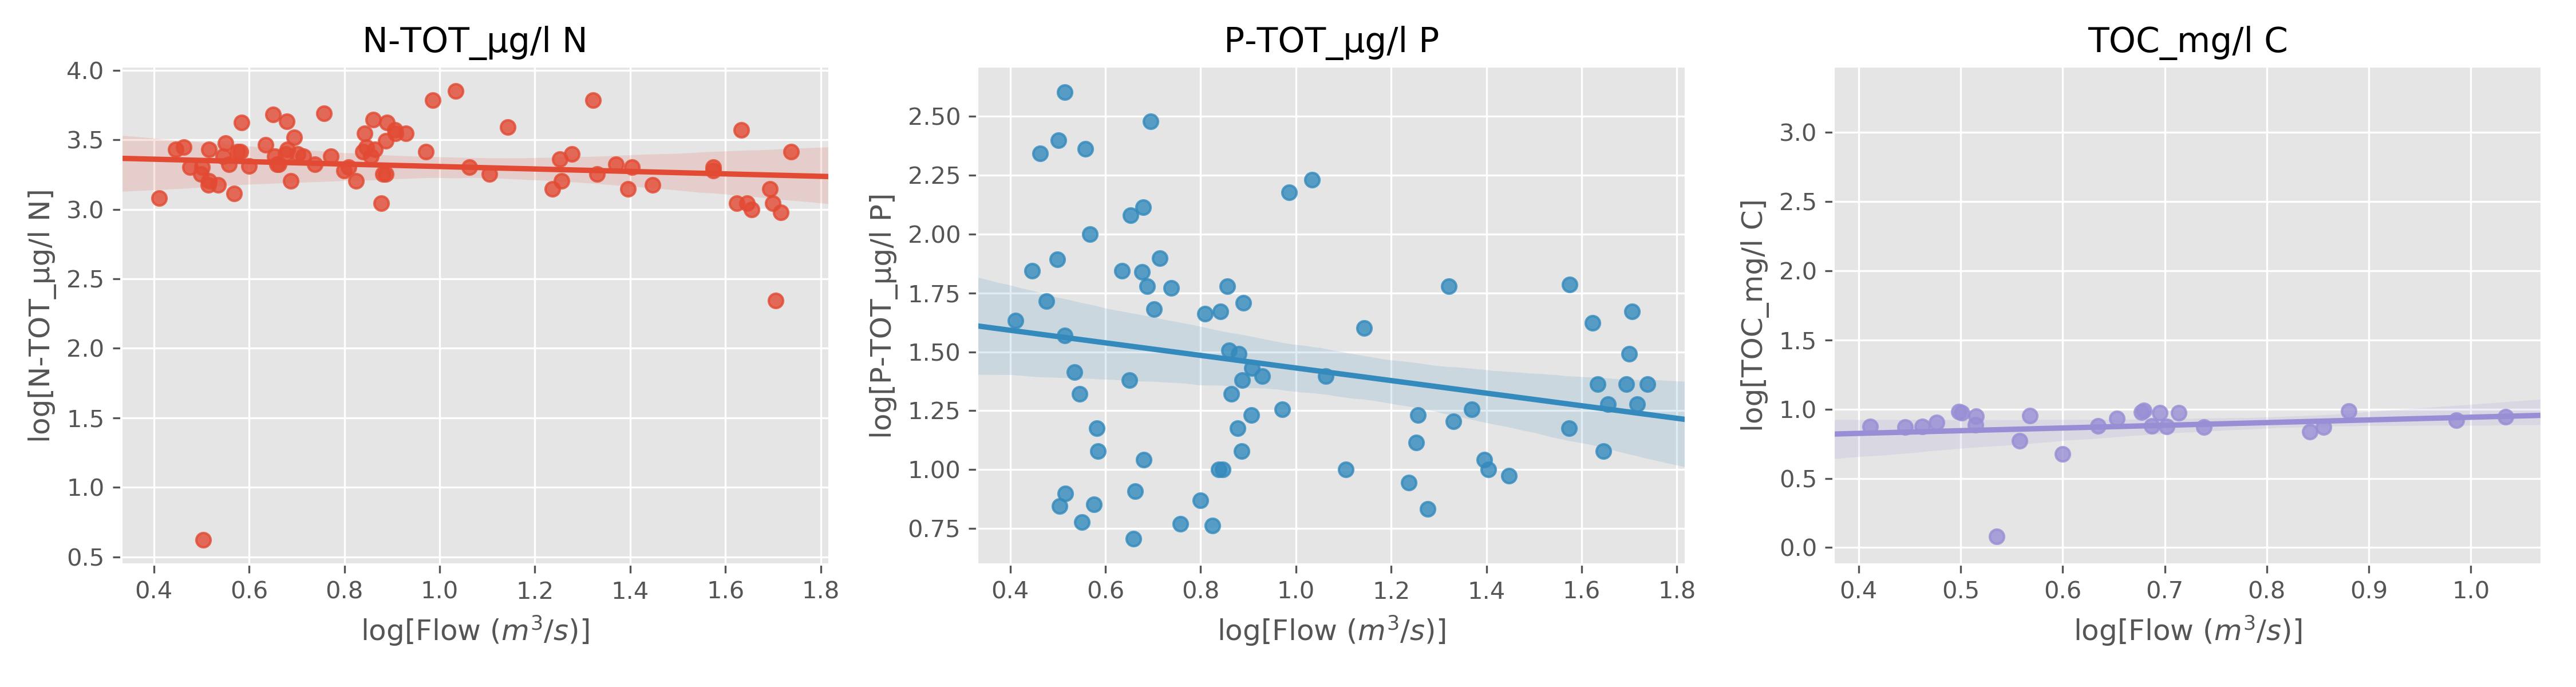 N-TOT_µg/l N
4.0
3.5
3.0
2.5
2.0
1.5
1.0
0.5
log[N-TOT_µg/l N]
0.4 0.6 0.8 1.0 1.2 1.4 1.6 1.8
log[Flow (m³/s)]
P-TOT_µg/l P
2.50
2.25
2.00
1.75
1.50
1.25
1.00
0.75
log[P-TOT_µg/l P]
0.4 0.6 0.8 1.0 1.2 1.4 1.6 1.8
log[Flow (m³/s)]
TOC_mg/l C
3.0
2.5
2.0
1.5
1.0
0.5
0.0
log[TOC_mg/l C]
0.4 0.5 0.6 0.7 0.8 0.9 1.0
log[Flow (m³/s)]